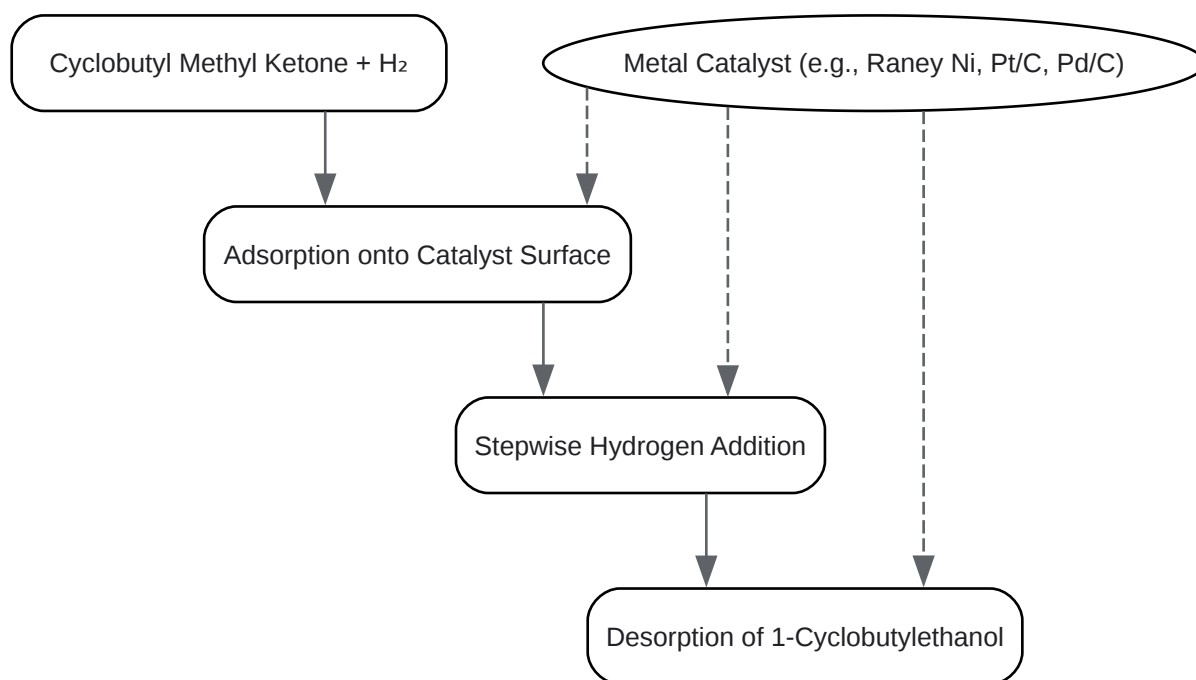 Cyclobutyl Methyl Ketone + H₂
Metal Catalyst (e.g., Raney Ni, Pt/C, Pd/C)
Adsorption onto Catalyst Surface
Stepwise Hydrogen Addition
Desorption of 1-Cyclobutylethanol